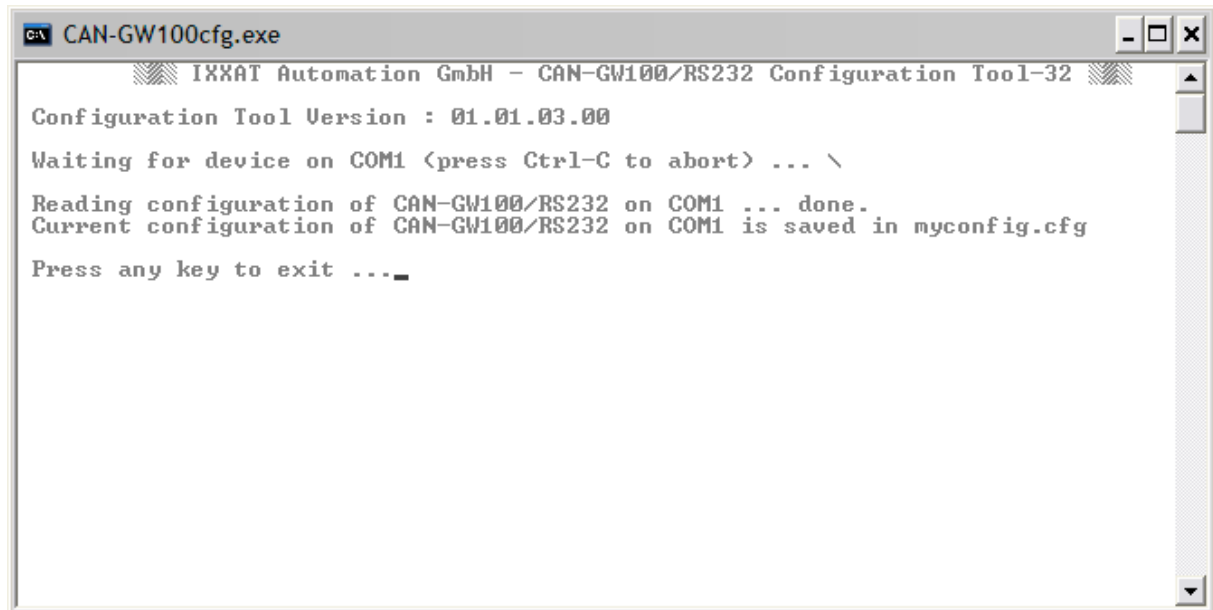 CAN-GW100cfg.exe
IXXAT Automation GmbH - CAN-GW100/RS232 Configuration Tool-32
Configuration Tool Version : 01.01.03.00
Waiting for device on COM1 (press Ctrl-C to abort) ... \
Reading configuration of CAN-GW100/RS232 on COM1 ... done.
Current configuration of CAN-GW100/RS232 on COM1 is saved in myconfig.cfg
Press any key to exit ..._